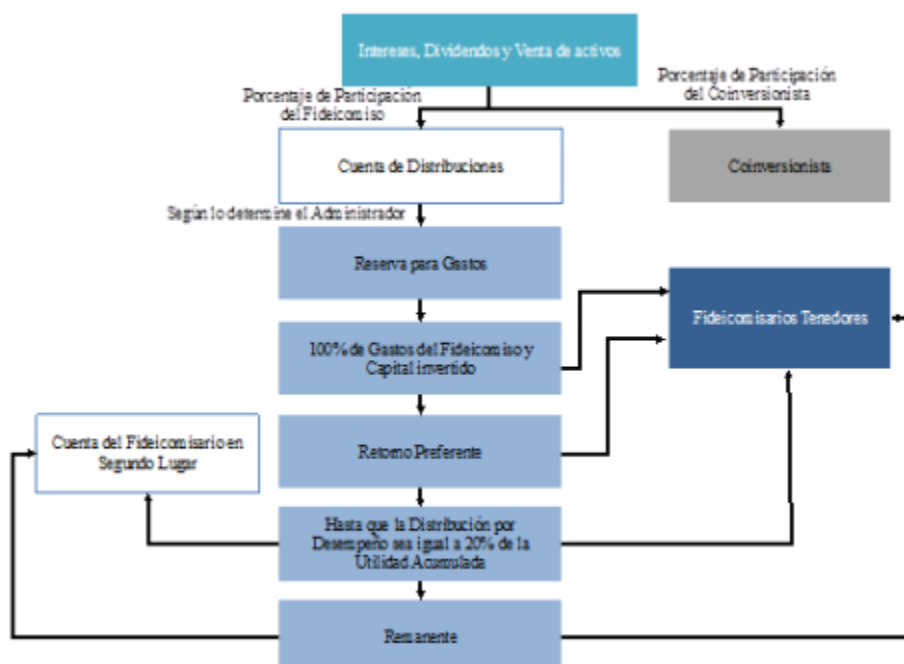 Intereses, Dividendos y Venta de activos
Porcentaje de Participación
del Fideicomiso
Porcentaje de Participación
del Coinversionista
Cuenta de Distribuciones
Coinversionista
Según lo determine el Administrador
Reserva para Gastos
Fideicomisarios Tenedores
100% de Gastos del Fideicomiso y
Capital invertido
Cuenta del Fideicomisario en
Segundo Lugar
Retorno Preferente
Hasta que la Distribución por
Desempeño sea igual a 20% de la
Utilidad Acumulada
Remanente